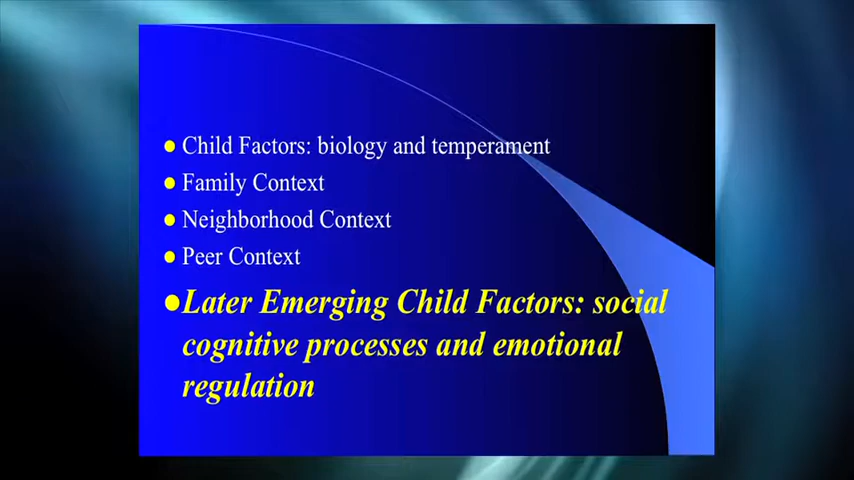 Child Factors: biology and temperament
Family Context
Neighborhood Context
Peer Context
Later Emerging Child Factors: social
cognitive processes and emotional
regulation